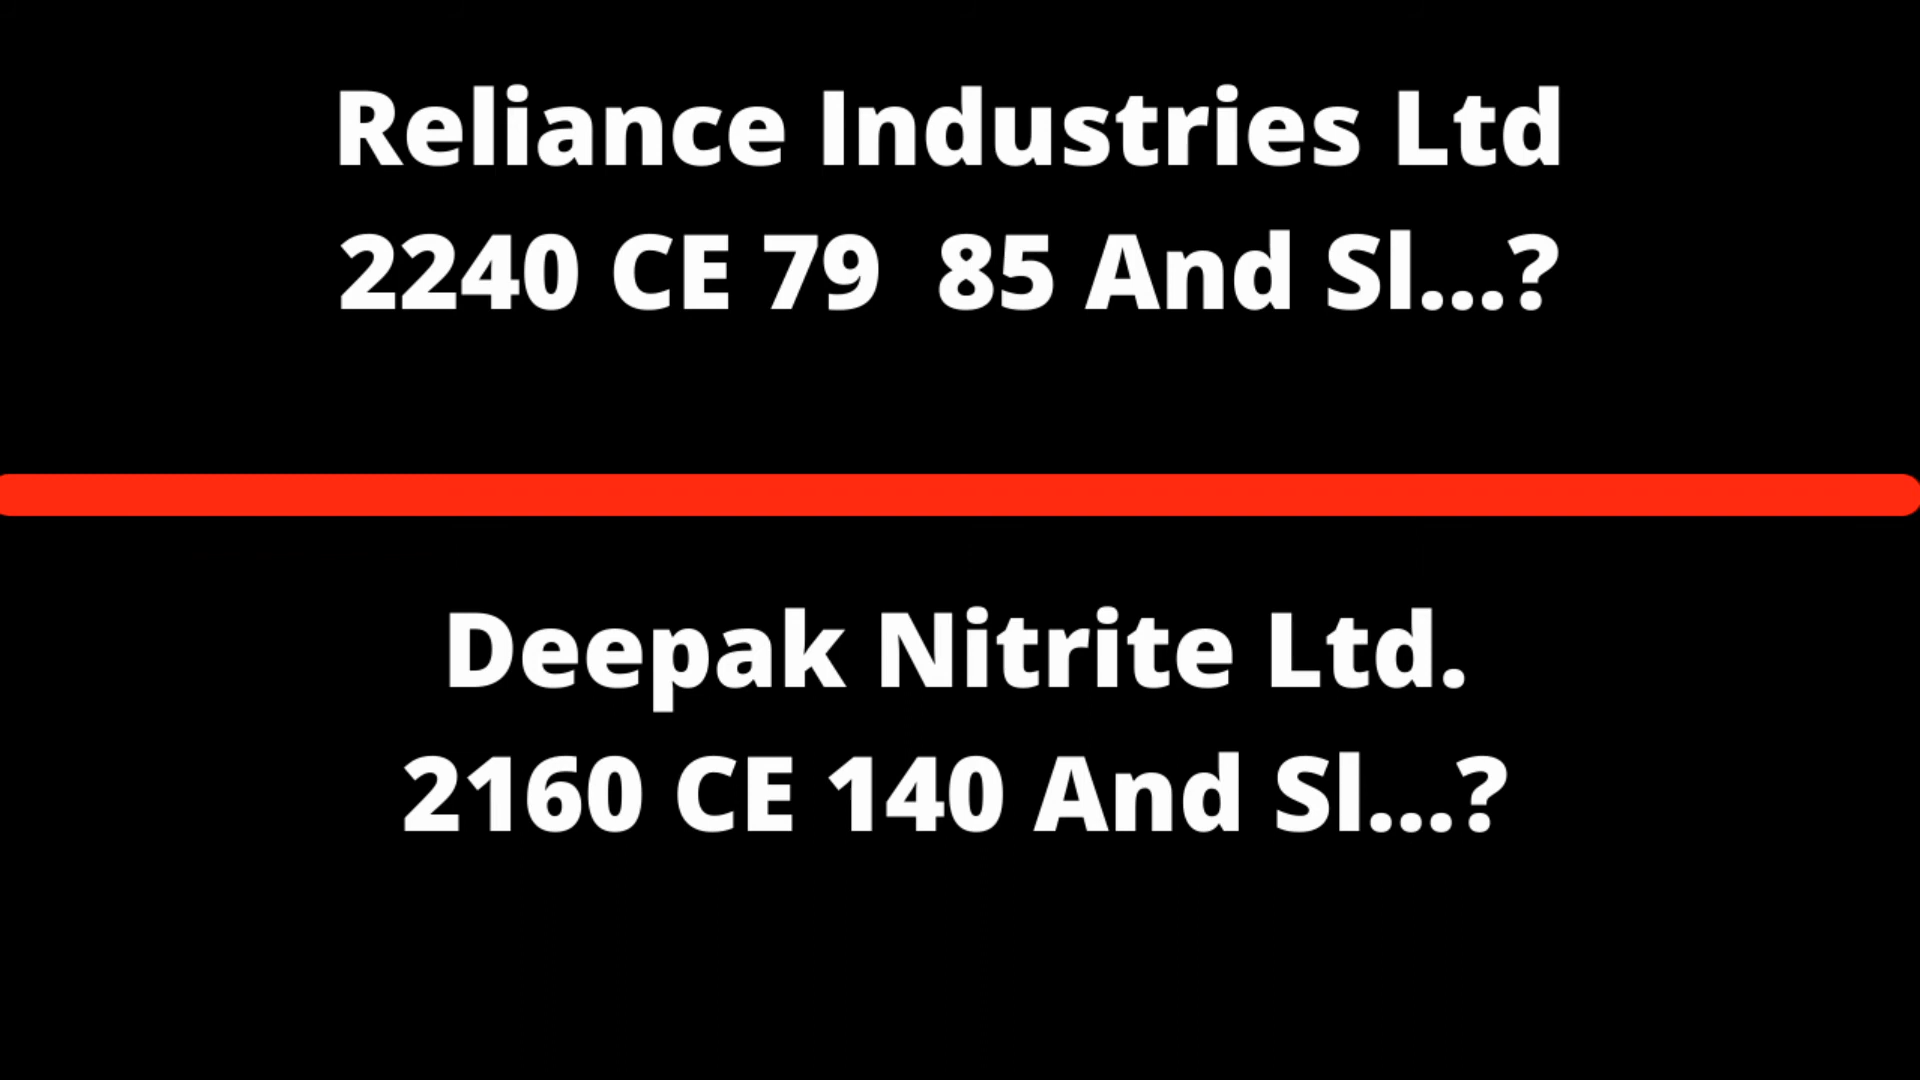 Reliance Industries Ltd
2240 CE 79  85 And Sl...?
Deepak Nitrite Ltd.
2160 CE 140 And Sl...?